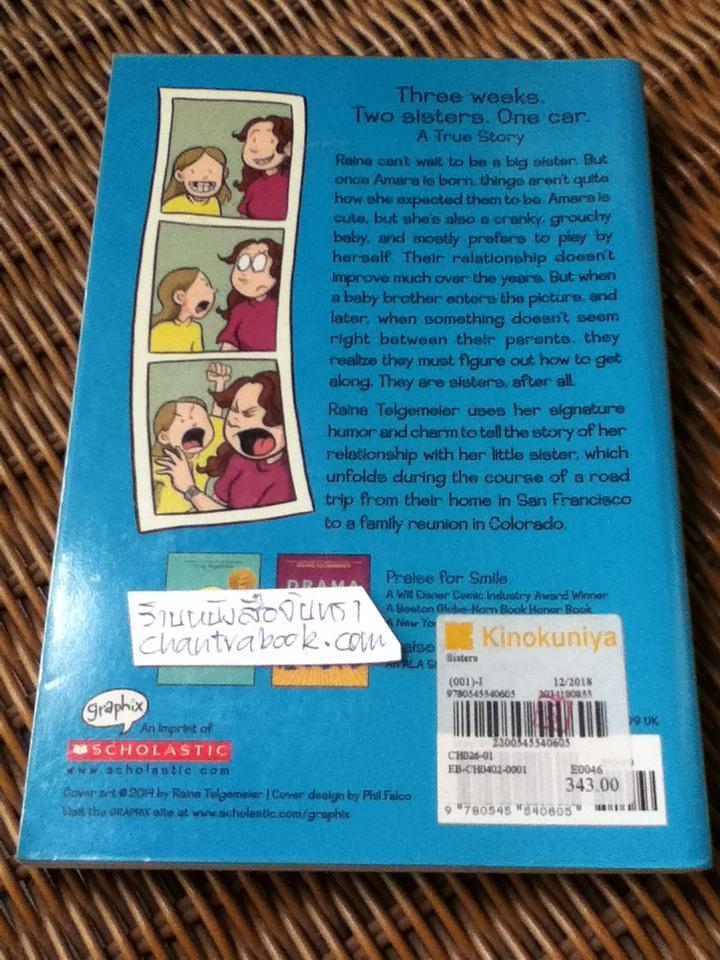 Three weeks.
Two sisters. One car.
A True Story
Raina can't wait to be a big sister. But
once Amara is born, things aren't quite
how she expected them to be. Amara is
cute, but she's also a cranky, grouchy
baby, and mostly prefers to play by
herself. Their relationship doesn't
improve much over the years. But when
a baby brother enters the picture, and
later, when something doesn't seem
right between their parents, they
realize they must figure out how to get
along. They are sisters, after all.
Raina Telgemeier uses her signature
humor and charm to tell the story of her
relationship with her little sister, which
unfolds during the course of a road
trip from their home in San Francisco
to a family reunion in Colorado.
DRAMA
Praise for Smile
A Will Eisner Comic Industry Award Winner
A Boston Globe-Horn Book Honor Book
A New Yo
ร้านหนังสือจันทรา
chantrabook.com
An ALA S
Kinokuniya
Sisters
(001)-I 12/2018
9780545540605
2200545540605
CH026-01
EB-CH0402-0001 E0046
343.00
99 UK
9 780545 540605
graphix
An Imprint of
SCHOLASTIC
www.scholastic.com
Cover art © 2014 by Raina Telgemeier | Cover design by Phil Falco
Visit the GRAPHIX site at www.scholastic.com/graphix